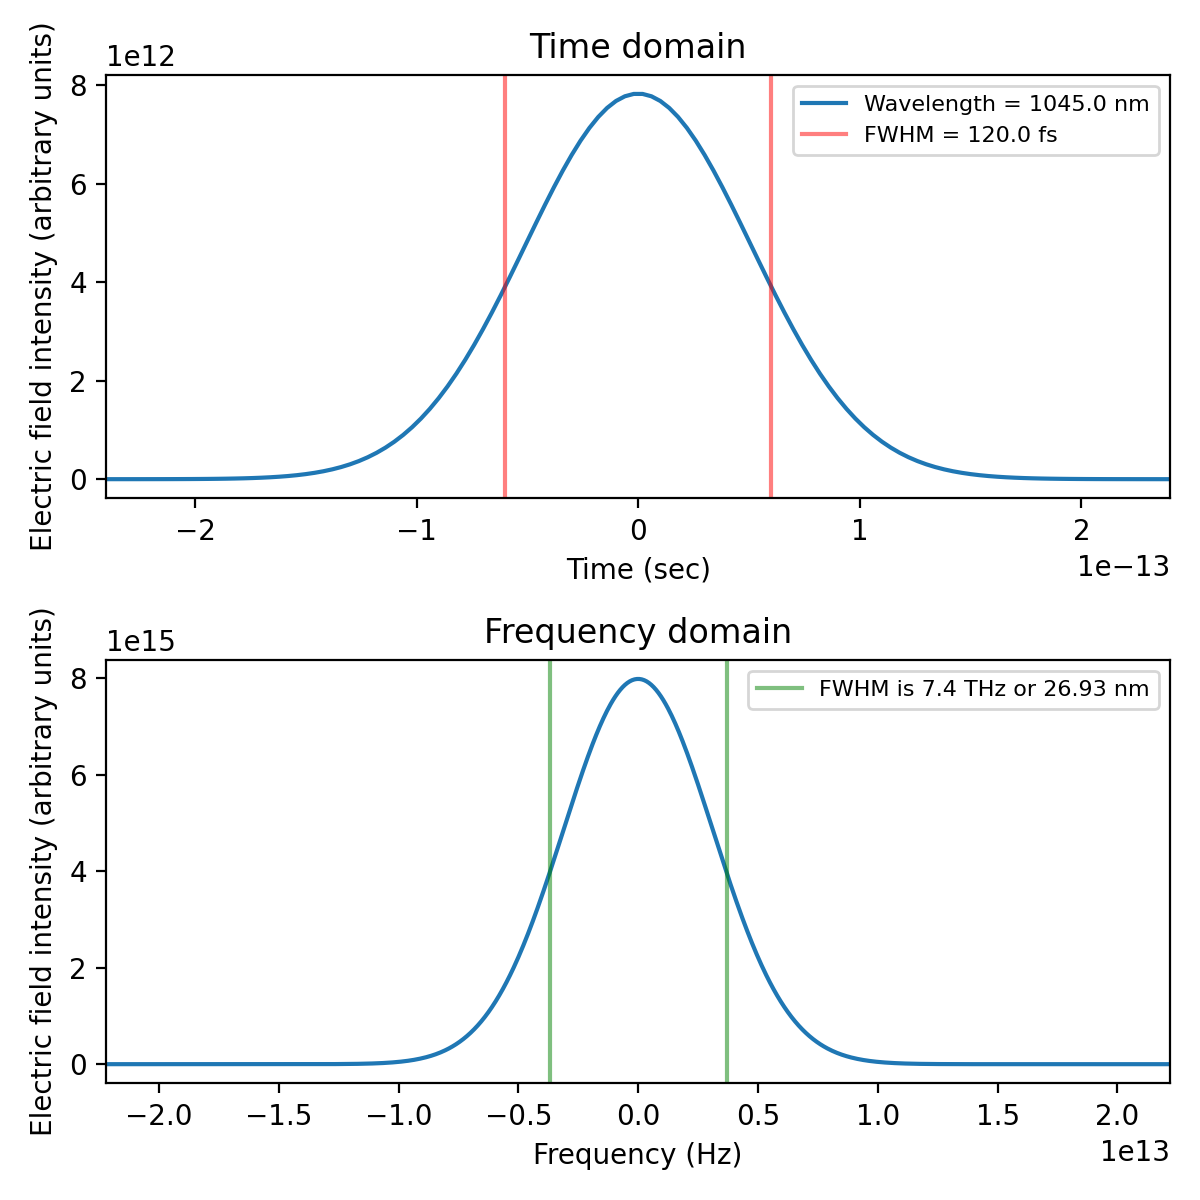 Time domain
1e12
Electric field intensity (arbitrary units)
8
6
4
2
0
Wavelength = 1045.0 nm
FWHM = 120.0 fs
−2 −1 0 1 2
1e−13
Time (sec)
Frequency domain
1e15
Electric field intensity (arbitrary units)
8
6
4
2
0
FWHM is 7.4 THz or 26.93 nm
−2.0 −1.5 −1.0 −0.5 0.0 0.5 1.0 1.5 2.0
1e13
Frequency (Hz)